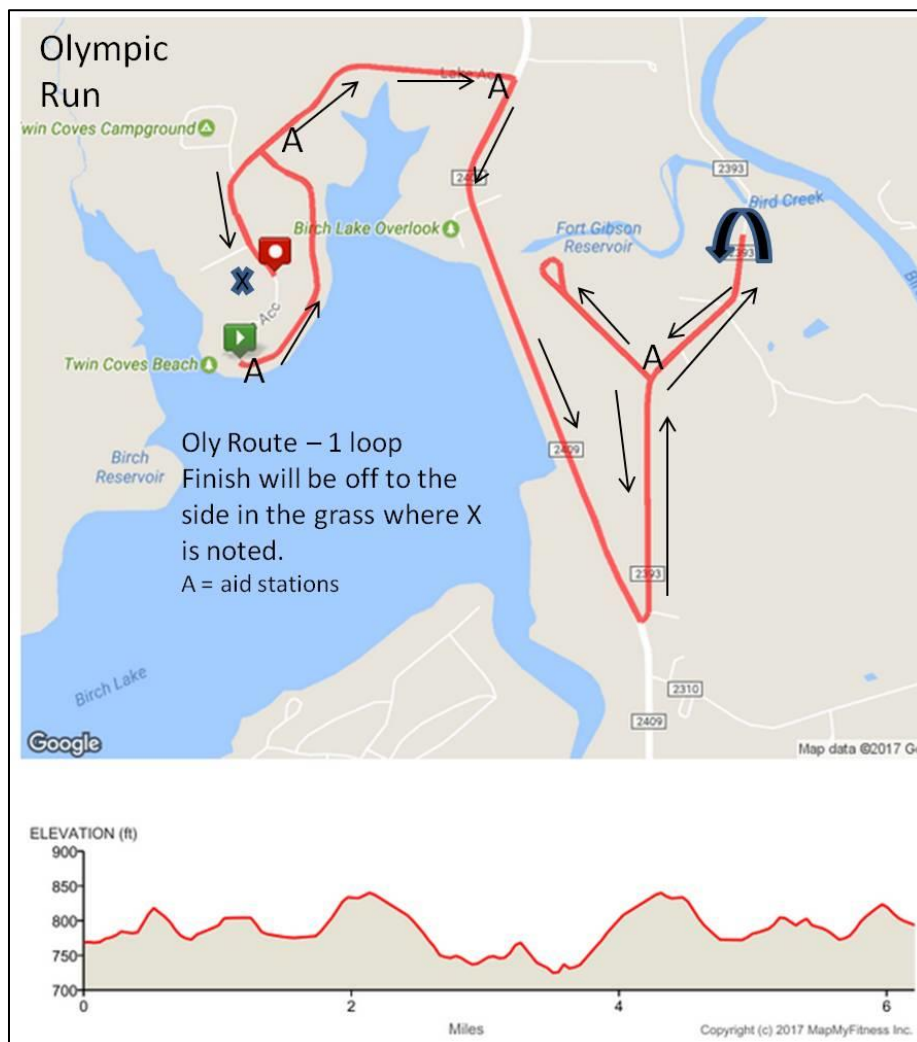 Olympic
Run
Lake Acc
A
Twin Coves Campground
A
2393
2409
Bird Creek
Birch Lake Overlook
Fort Gibson
Reservoir
2393
X
Acc
A
Twin Coves Beach
A
Oly Route – 1 loop
Finish will be off to the
side in the grass where X
is noted.
A = aid stations
Birch
Reservoir
2409
2393
Birch Lake
2310
2409
Google
Map data ©2017 Go
ELEVATION (ft)
900
850
800
750
700
0
2
4
6
Miles
Copyright (c) 2017 MapMyFitness Inc.